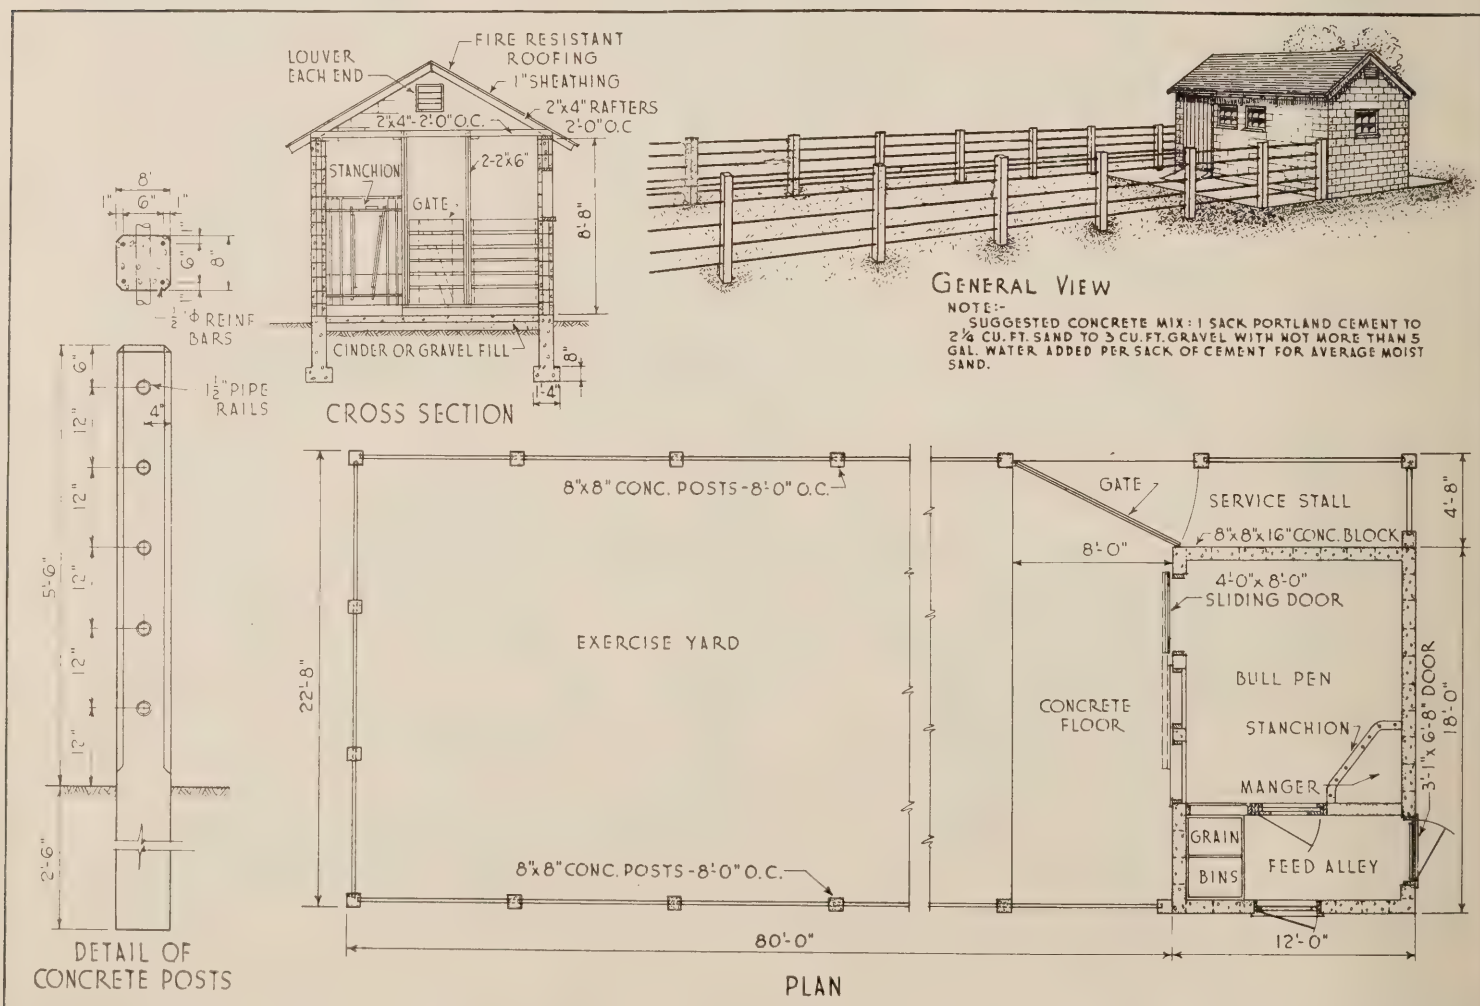 FIRE RESISTANT
ROOFING
LOUVER
EACH END
1" SHEATHING
2"x4" RAFTERS
2'-0" O.C
2"x4"-2'-0" O.C.
STANCHION
2-2"x6"
GATE
8'-8"
CINDER OR GRAVEL FILL
8"
1'-4"
CROSS SECTION
8'
1"
6"
1"
1"
6"
8"
1"
½" ϕ REINF
BARS
6"
1½" PIPE
RAILS
4"
12"
12"
12"
12"
12"
5'-6"
2'-6"
DETAIL OF
CONCRETE POSTS
GENERAL VIEW
NOTE:-
SUGGESTED CONCRETE MIX: 1 SACK PORTLAND CEMENT TO
2¼ CU. FT. SAND TO 3 CU. FT. GRAVEL WITH NOT MORE THAN 5
GAL. WATER ADDED PER SACK OF CEMENT FOR AVERAGE MOIST
SAND.
8"x8" CONC. POSTS-8'-0" O.C.
GATE
SERVICE STALL
4'-8"
8"x8"x16" CONC. BLOCK
8'-0"
4'-0"x 8'-0"
SLIDING DOOR
EXERCISE YARD
22'-8"
BULL PEN
CONCRETE
FLOOR
STANCHION
3'-1"x 6'-8" DOOR
18'-0"
MANGER
GRAIN
BINS
FEED ALLEY
8"x8" CONC. POSTS-8'-0" O.C.
80'-0"
12'-0"
PLAN